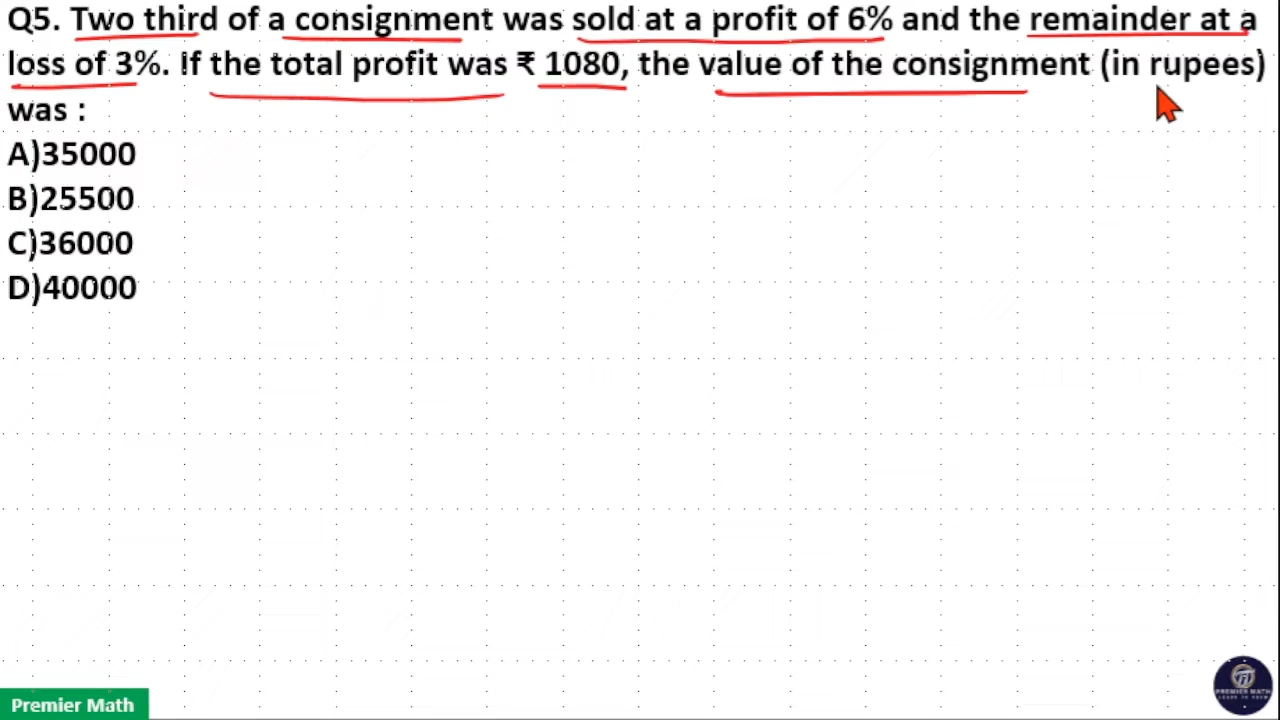 Q5. Two third of a consignment was sold at a profit of 6% and the remainder at a
loss of 3%. If the total profit was ₹ 1080, the value of the consignment (in rupees)
was :
A)35000
B)25500
C)36000
D)40000
Premier Math
PREMIER MATH